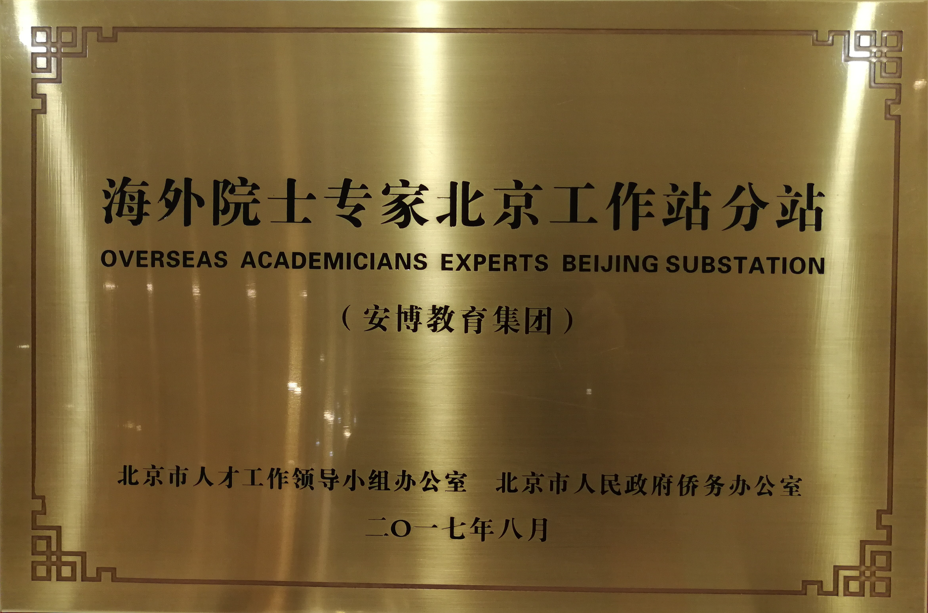 海外院士专家北京工作站分站
OVERSEAS ACADEMICIANS EXPERTS BEIJING SUBSTATION
（安博教育集团）
北京市人才工作领导小组办公室 北京市人民政府侨务办公室
二〇一七年八月